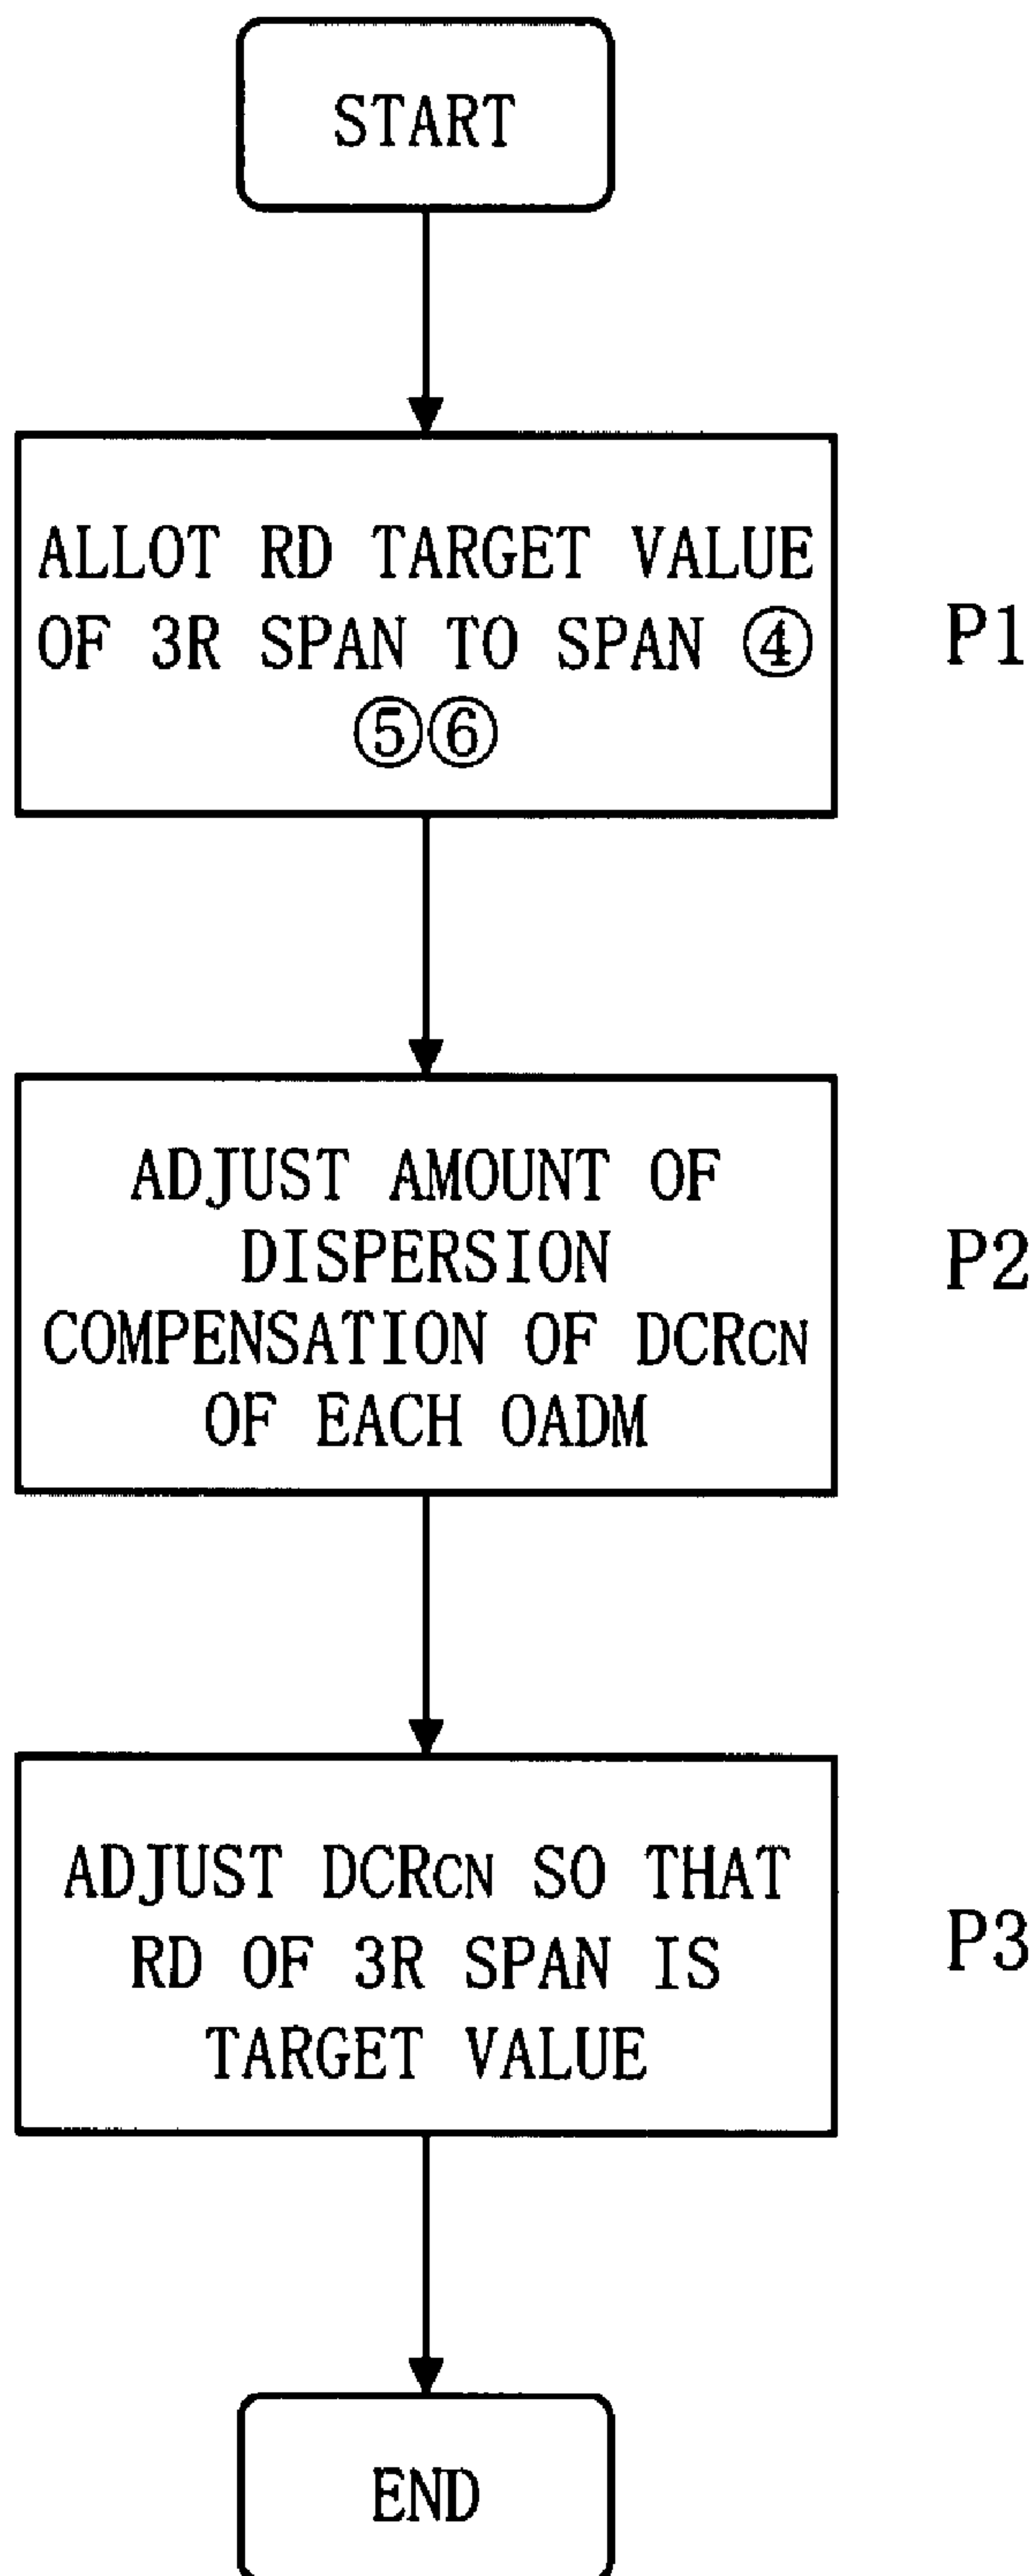 START
ALLOT RD TARGET VALUE
OF 3R SPAN TO SPAN ④
⑤⑥
P1
ADJUST AMOUNT OF
DISPERSION
COMPENSATION OF DCRCN
OF EACH OADM
P2
ADJUST DCRCN SO THAT
RD OF 3R SPAN IS
TARGET VALUE
P3
END